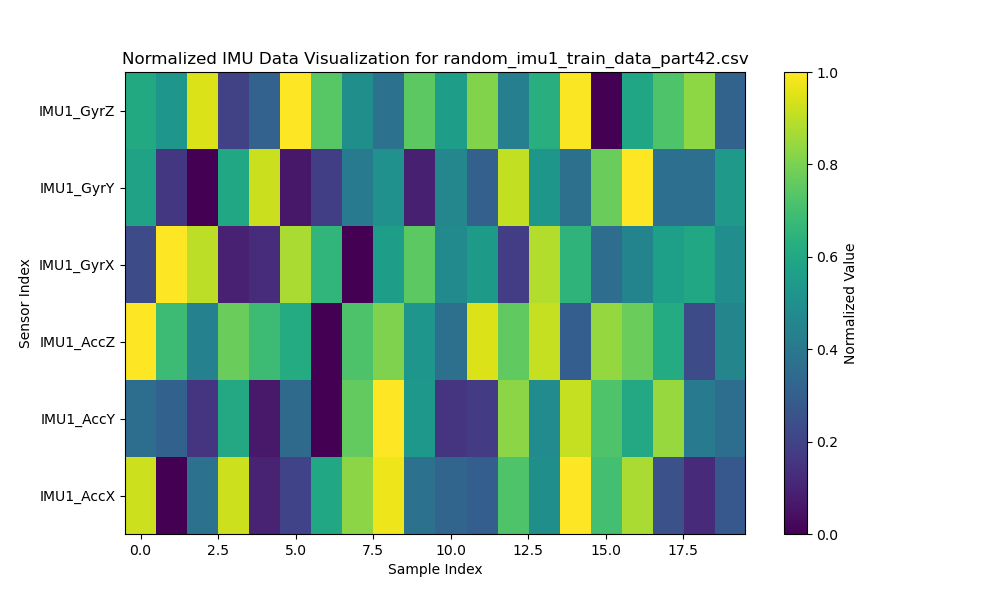 Normalized IMU Data Visualization for random_imu1_train_data_part42.csv
IMU1_GyrZ
IMU1_GyrY
IMU1_GyrX
IMU1_AccZ
IMU1_AccY
IMU1_AccX
Sensor Index
0.0
2.5
5.0
7.5
10.0
12.5
15.0
17.5
Sample Index
1.0
0.8
0.6
0.4
0.2
0.0
Normalized Value